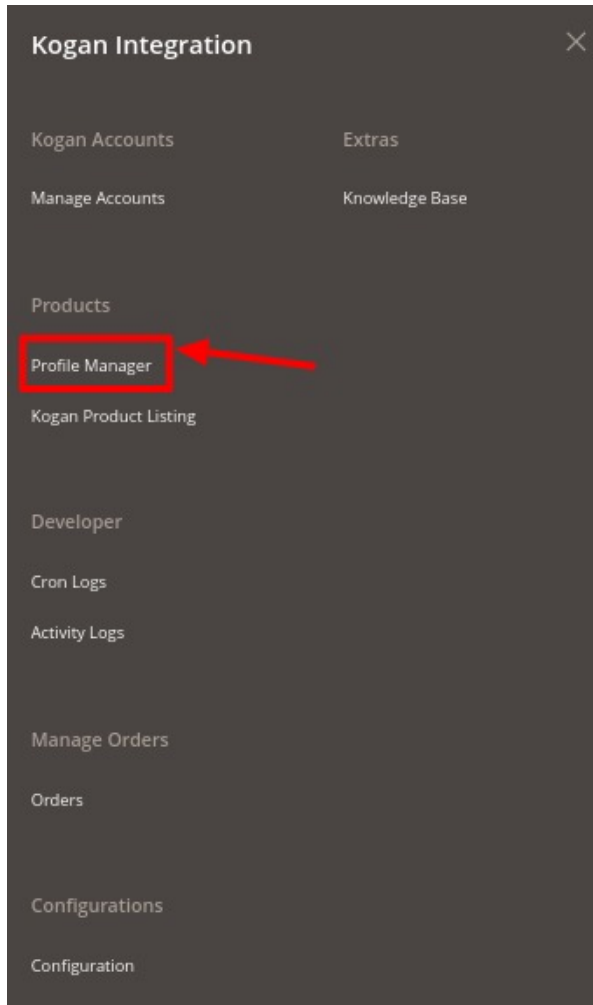 Kogan Integration
Kogan Accounts
Manage Accounts
Extras
Knowledge Base
Products
Profile Manager
Kogan Product Listing
Developer
Cron Logs
Activity Logs
Manage Orders
Orders
Configurations
Configuration